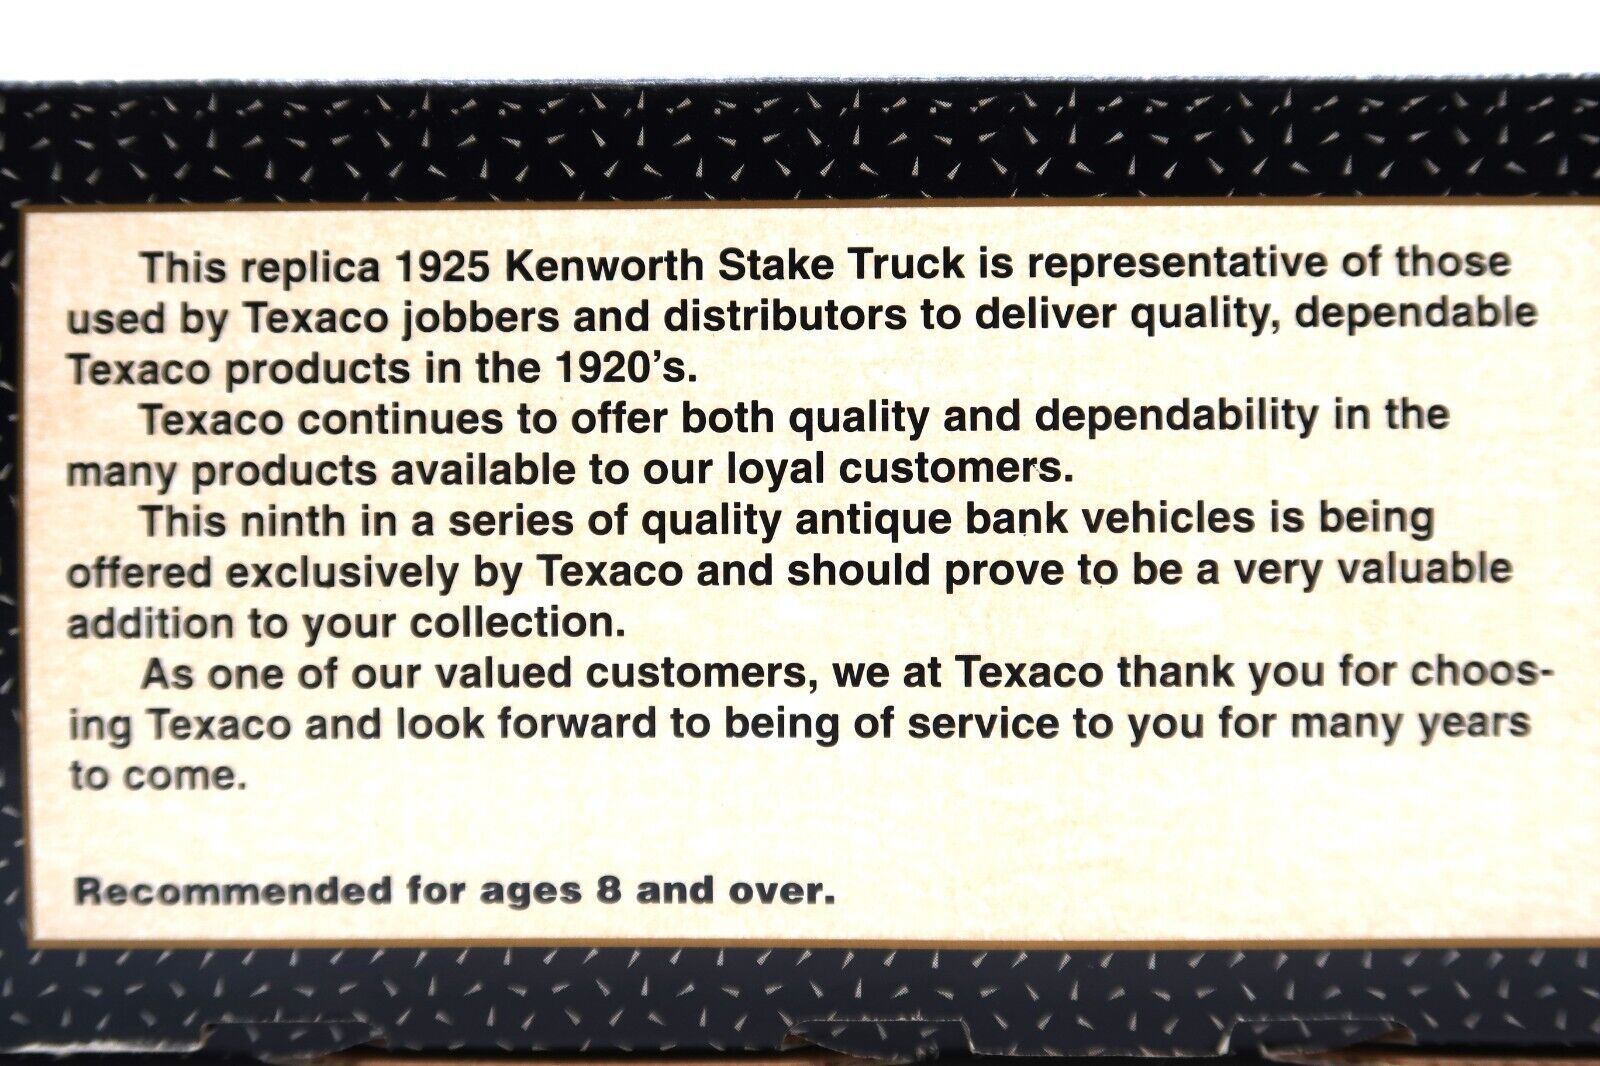 This replica 1925 Kenworth Stake Truck is representative of those
used by Texaco jobbers and distributors to deliver quality, dependable
Texaco products in the 1920's.
Texaco continues to offer both quality and dependability in the
many products available to our loyal customers.
This ninth in a series of quality antique bank vehicles is being
offered exclusively by Texaco and should prove to be a very valuable
addition to your collection.
As one of our valued customers, we at Texaco thank you for choos-
ing Texaco and look forward to being of service to you for many years
to come.
Recommended for ages 8 and over.